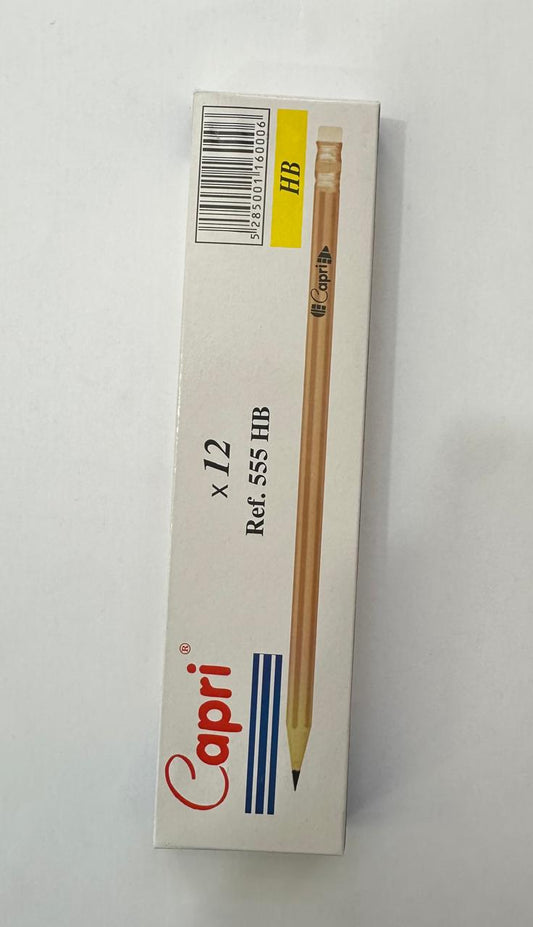 Capri®
x 12
Ref. 555 HB
5 285001 160006
HB
Capri